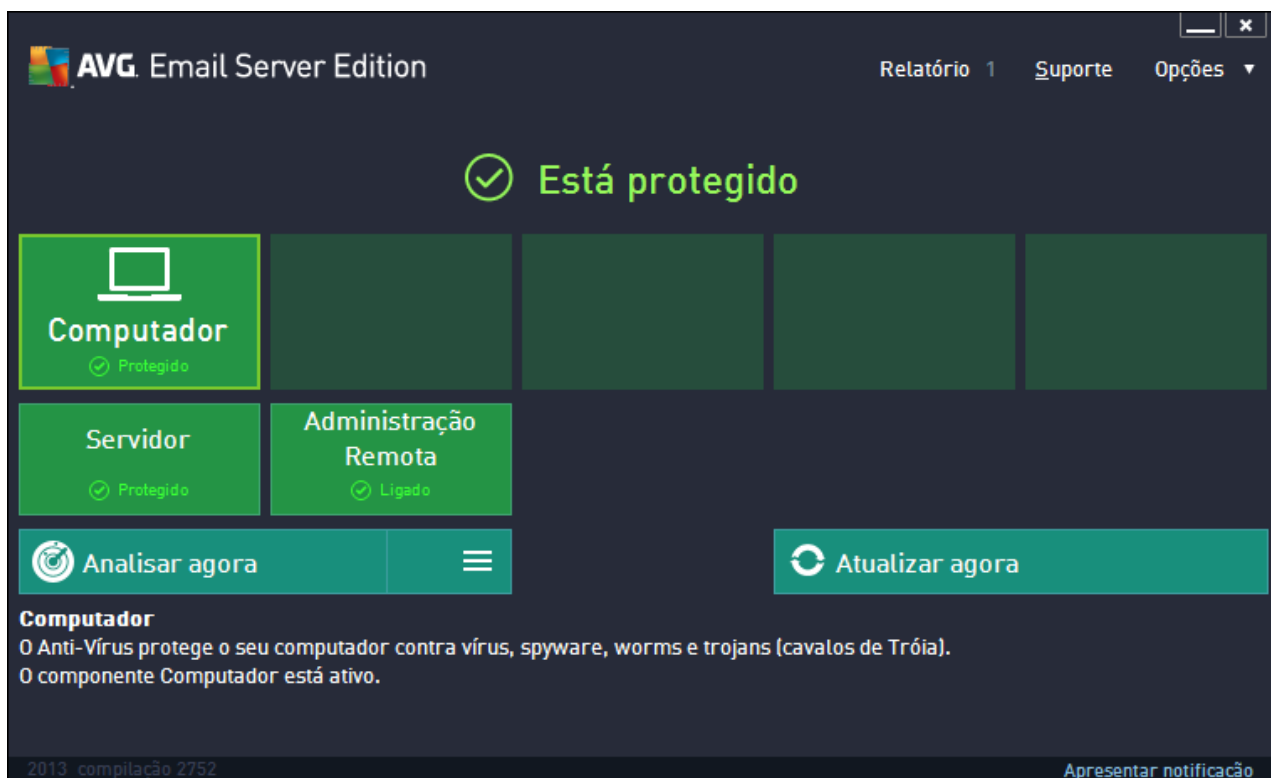 AVG. Email Server Edition
Relatório 1 Suporte Opções
Está protegido
Computador
Protegido
Servidor
Protegido
Administração
Remota
Ligado
Analisar agora
Atualizar agora
Computador
O Anti-Vírus protege o seu computador contra vírus, spyware, worms e trojans (cavalos de Tróia).
O componente Computador está ativo.
2013 compilação 2752
Apresentar notificação